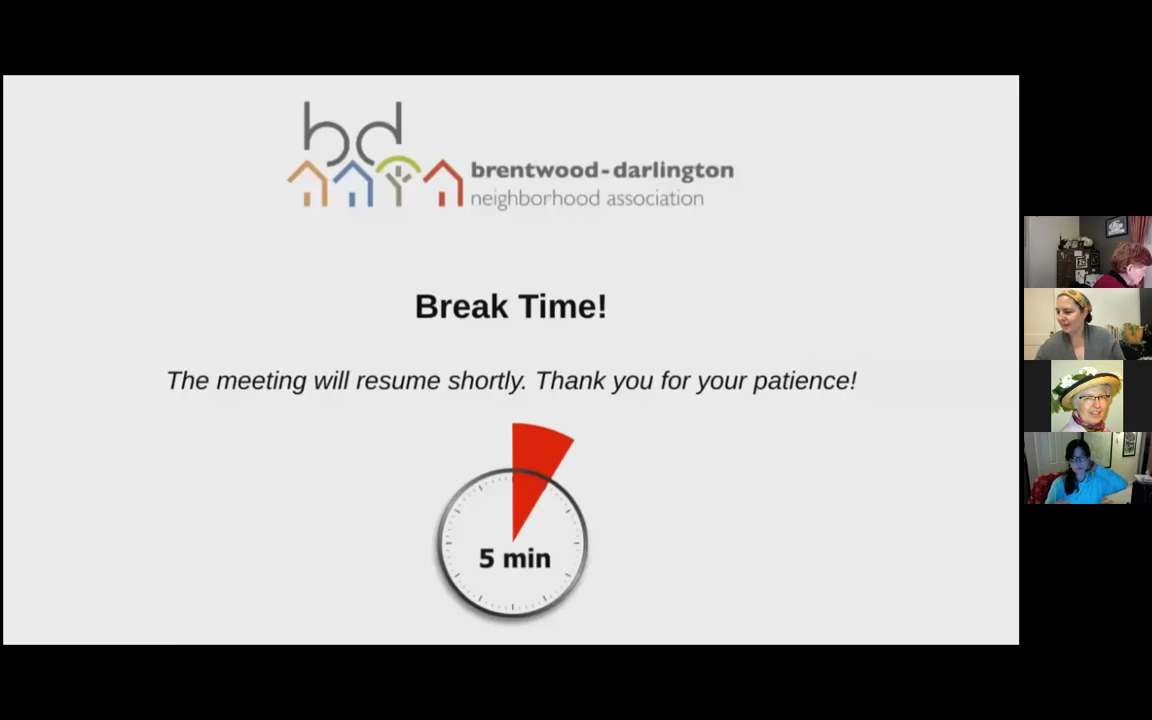 bd
brentwood-darlington
neighborhood association
Break Time!
The meeting will resume shortly. Thank you for your patience!
5 min